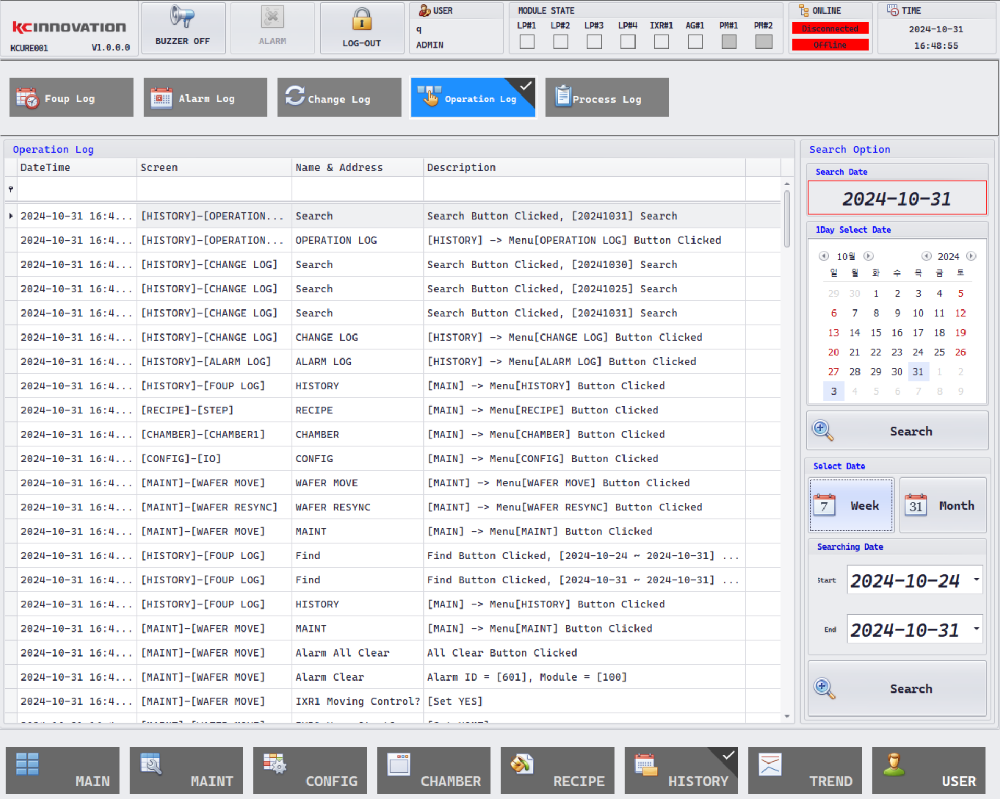 KCINNOVATION
KCURE001 V1.0.0.0
BUZZER OFF
ALARM
LOG-OUT
USER
q
ADMIN
MODULE STATE
LP#1 LP#2 LP#3 LP#4 IXR#1 AG#1 PM#1 PM#2
ONLINE
Disconnected
Offline
TIME
2024-10-31
16:48:55
Foup Log
Alarm Log
Change Log
Operation Log
Process Log
Operation Log
DateTime Screen Name & Address Description
2024-10-31 16:4... [HISTORY]-[OPERATION... Search Search Button Clicked, [20241031] Search
2024-10-31 16:4... [HISTORY]-[OPERATION... OPERATION LOG [HISTORY] -> Menu[OPERATION LOG] Button Clicked
2024-10-31 16:4... [HISTORY]-[CHANGE LOG] Search Search Button Clicked, [20241030] Search
2024-10-31 16:4... [HISTORY]-[CHANGE LOG] Search Search Button Clicked, [20241025] Search
2024-10-31 16:4... [HISTORY]-[CHANGE LOG] Search Search Button Clicked, [20241031] Search
2024-10-31 16:4... [HISTORY]-[CHANGE LOG] CHANGE LOG [HISTORY] -> Menu[CHANGE LOG] Button Clicked
2024-10-31 16:4... [HISTORY]-[ALARM LOG] ALARM LOG [HISTORY] -> Menu[ALARM LOG] Button Clicked
2024-10-31 16:4... [HISTORY]-[FOUP LOG] HISTORY [MAIN] -> Menu[HISTORY] Button Clicked
2024-10-31 16:4... [RECIPE]-[STEP] RECIPE [MAIN] -> Menu[RECIPE] Button Clicked
2024-10-31 16:4... [CHAMBER]-[CHAMBER1] CHAMBER [MAIN] -> Menu[CHAMBER] Button Clicked
2024-10-31 16:4... [CONFIG]-[IO] CONFIG [MAIN] -> Menu[CONFIG] Button Clicked
2024-10-31 16:4... [MAINT]-[WAFER MOVE] WAFER MOVE [MAINT] -> Menu[WAFER MOVE] Button Clicked
2024-10-31 16:4... [MAINT]-[WAFER RESYNC] WAFER RESYNC [MAINT] -> Menu[WAFER RESYNC] Button Clicked
2024-10-31 16:4... [MAINT]-[WAFER MOVE] MAINT [MAIN] -> Menu[MAINT] Button Clicked
2024-10-31 16:4... [HISTORY]-[FOUP LOG] Find Find Button Clicked, [2024-10-24 ~ 2024-10-31] ...
2024-10-31 16:4... [HISTORY]-[FOUP LOG] Find Find Button Clicked, [2024-10-31 ~ 2024-10-31] ...
2024-10-31 16:4... [HISTORY]-[FOUP LOG] HISTORY [MAIN] -> Menu[HISTORY] Button Clicked
2024-10-31 16:4... [MAINT]-[WAFER MOVE] MAINT [MAIN] -> Menu[MAINT] Button Clicked
2024-10-31 16:4... [MAINT]-[WAFER MOVE] Alarm All Clear All Clear Button Clicked
2024-10-31 16:4... [MAINT]-[WAFER MOVE] Alarm Clear Alarm ID = [601], Module = [100]
2024-10-31 16:4... [MAINT]-[WAFER MOVE] IXR1 Moving Control? [Set YES]
Search Option
Search Date
2024-10-31
1Day Select Date
10월 2024
일 월 화 수 목 금 토
29 30 1 2 3 4 5
6 7 8 9 10 11 12
13 14 15 16 17 18 19
20 21 22 23 24 25 26
27 28 29 30 31 1 2
3 4 5 6 7 8 9
Search
Select Date
7 Week 31 Month
Searching Date
Start 2024-10-24
End 2024-10-31
Search
MAIN
MAINT
CONFIG
CHAMBER
RECIPE
HISTORY
TREND
USER